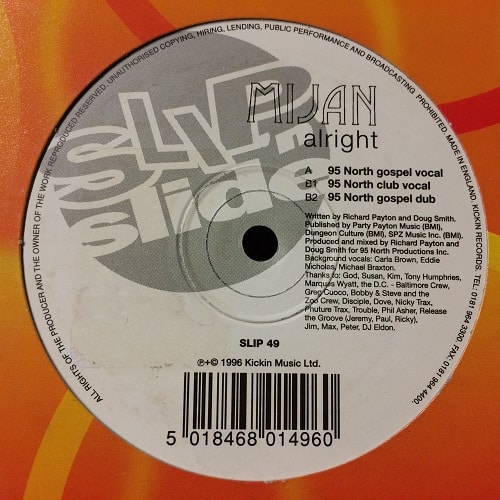 ALL RIGHTS OF THE PRODUCER AND THE OWNER OF THE WORK REPRODUCED RESERVED. UNAUTHORISED COPYING, HIRING, LENDING, PUBLIC PERFORMANCE AND BROADCASTING PROHIBITED. MADE IN ENGLAND. KICKIN RECORDS. TEL: 0181 964 3300. FAX: 0181 964 4400.
SLIP
'n'
slide
MIJAN
alright
A 95 North gospel vocal
B1 95 North club vocal
B2 95 North gospel dub
Written by Richard Payton and Doug Smith.
Published by Party Payton Music (BMI),
Dungeon Culture (BMI), SPZ Music Inc. (BMI).
Produced and mixed by Richard Payton and
Doug Smith for 95 North Productions Inc.
Background vocals: Carla Brown, Eddie
Nicholas, Michael Braxton.
Thanks to: God, Susan, Kim, Tony Humphries,
Marques Wyatt, the D.C. - Baltimore Crew,
Greg Cuoco, Bobby & Steve and the
Zoo Crew, Disciple, Dove, Nicky Trax,
Phuture Trax, Trouble, Phil Asher, Release
the Groove (Jeremy, Paul, Ricky),
Jim, Max, Peter, DJ Eldon.
SLIP 49
℗+© 1996 Kickin Music Ltd.
5 018468 014960